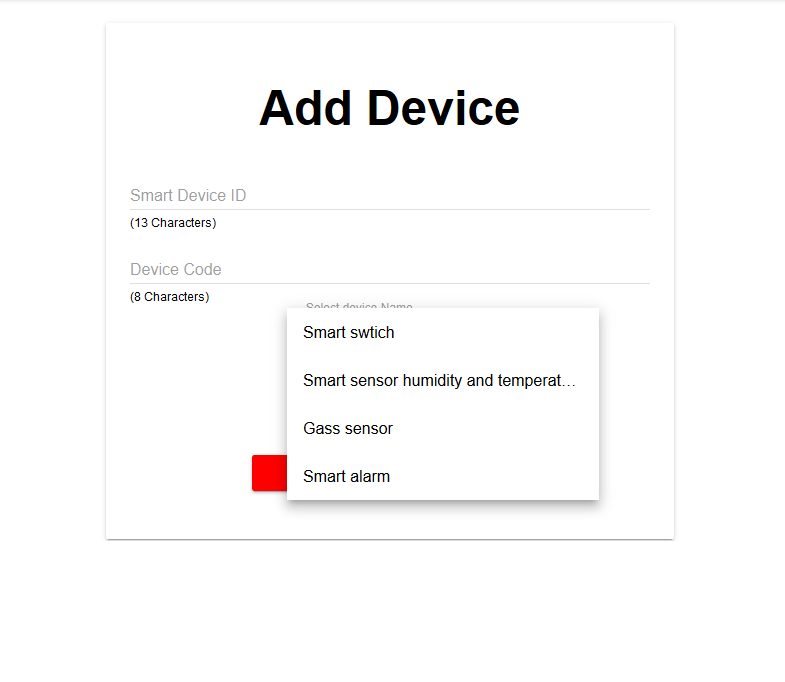 Add Device
Smart Device ID
(13 Characters)
Device Code
(8 Characters)
Select device Name
Smart swtich
Smart sensor humidity and temperat…
Gass sensor
Smart alarm